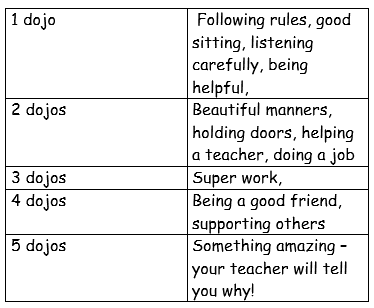 1 dojo
Following rules, good
sitting, listening
carefully, being
helpful,
2 dojos
Beautiful manners,
holding doors, helping
a teacher, doing a job
3 dojos
Super work,
4 dojos
Being a good friend,
supporting others
5 dojos
Something amazing –
your teacher will tell
you why!